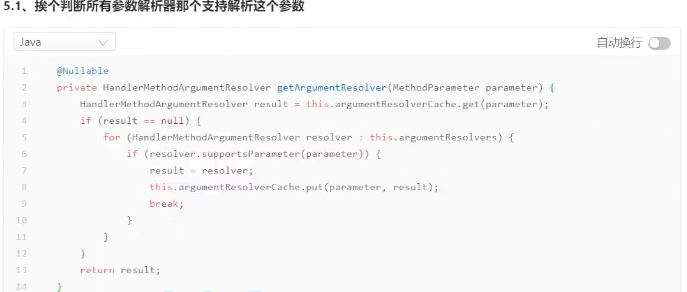 5.1、挨个判断所有参数解析器那个支持解析这个参数
Java
自动换行
1 @Nullable
2 private HandlerMethodArgumentResolver getArgumentResolver(MethodParameter parameter) {
3 HandlerMethodArgumentResolver result = this.argumentResolverCache.get(parameter);
4 if (result == null) {
5 for (HandlerMethodArgumentResolver resolver : this.argumentResolvers) {
6 if (resolver.supportsParameter(parameter)) {
7 result = resolver;
8 this.argumentResolverCache.put(parameter, result);
9 break;
10 }
11 }
12 }
13 return result;
14 }